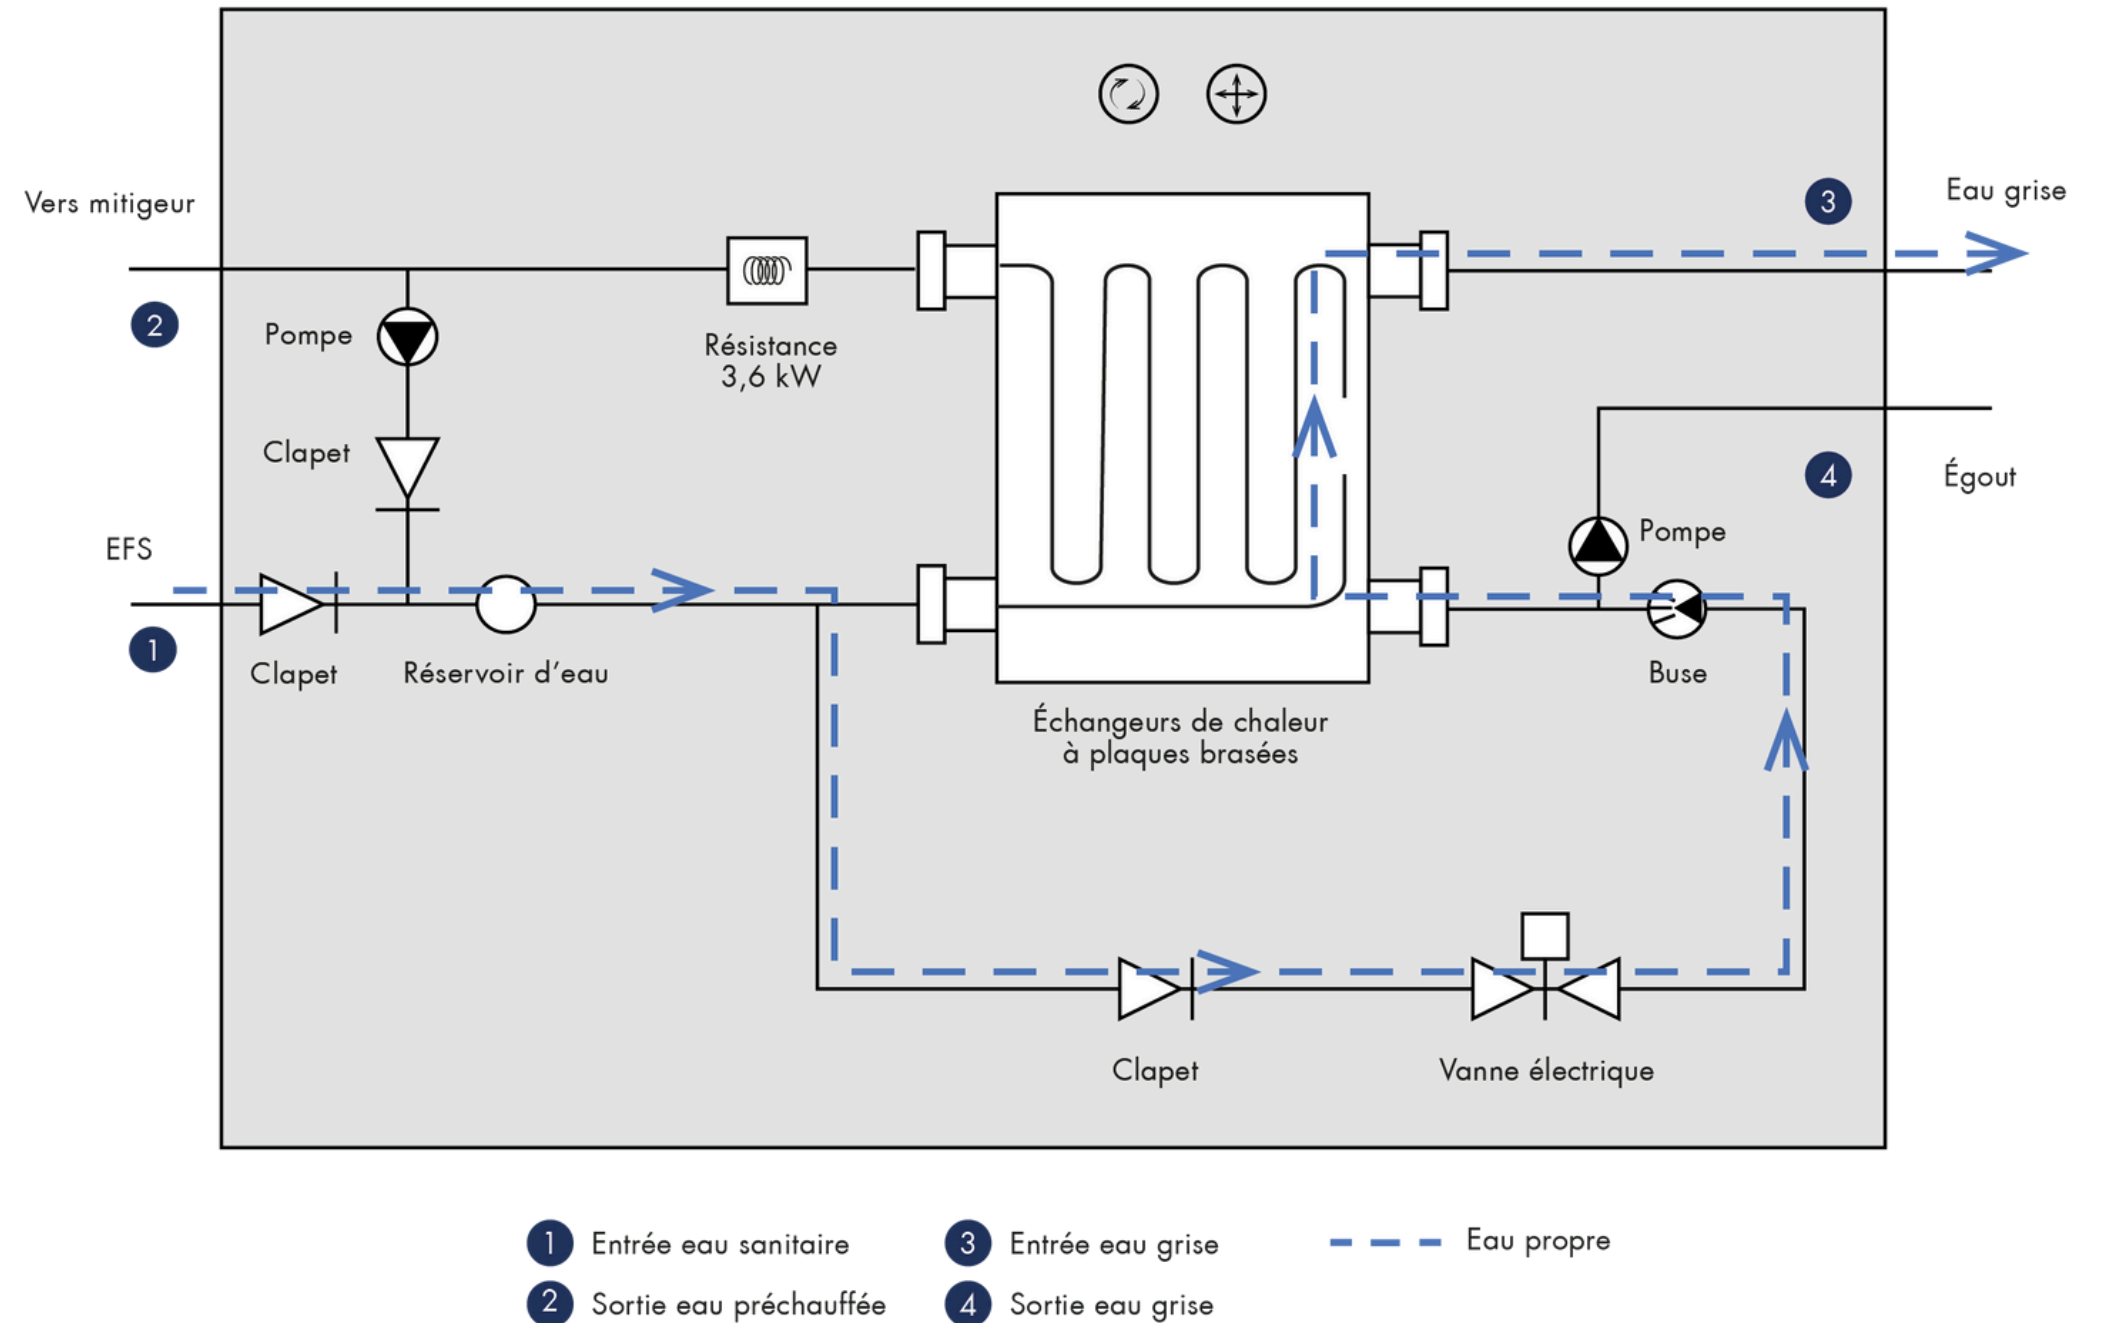 Vers mitigeur
3
Eau grise
2
Pompe
Résistance
3,6 kW
Clapet
4
Égout
Pompe
EFS
1
Clapet
Réservoir d'eau
Buse
Échangeurs de chaleur
à plaques brasées
Clapet
Vanne électrique
1 Entrée eau sanitaire
3 Entrée eau grise
Eau propre
2 Sortie eau préchauffée
4 Sortie eau grise